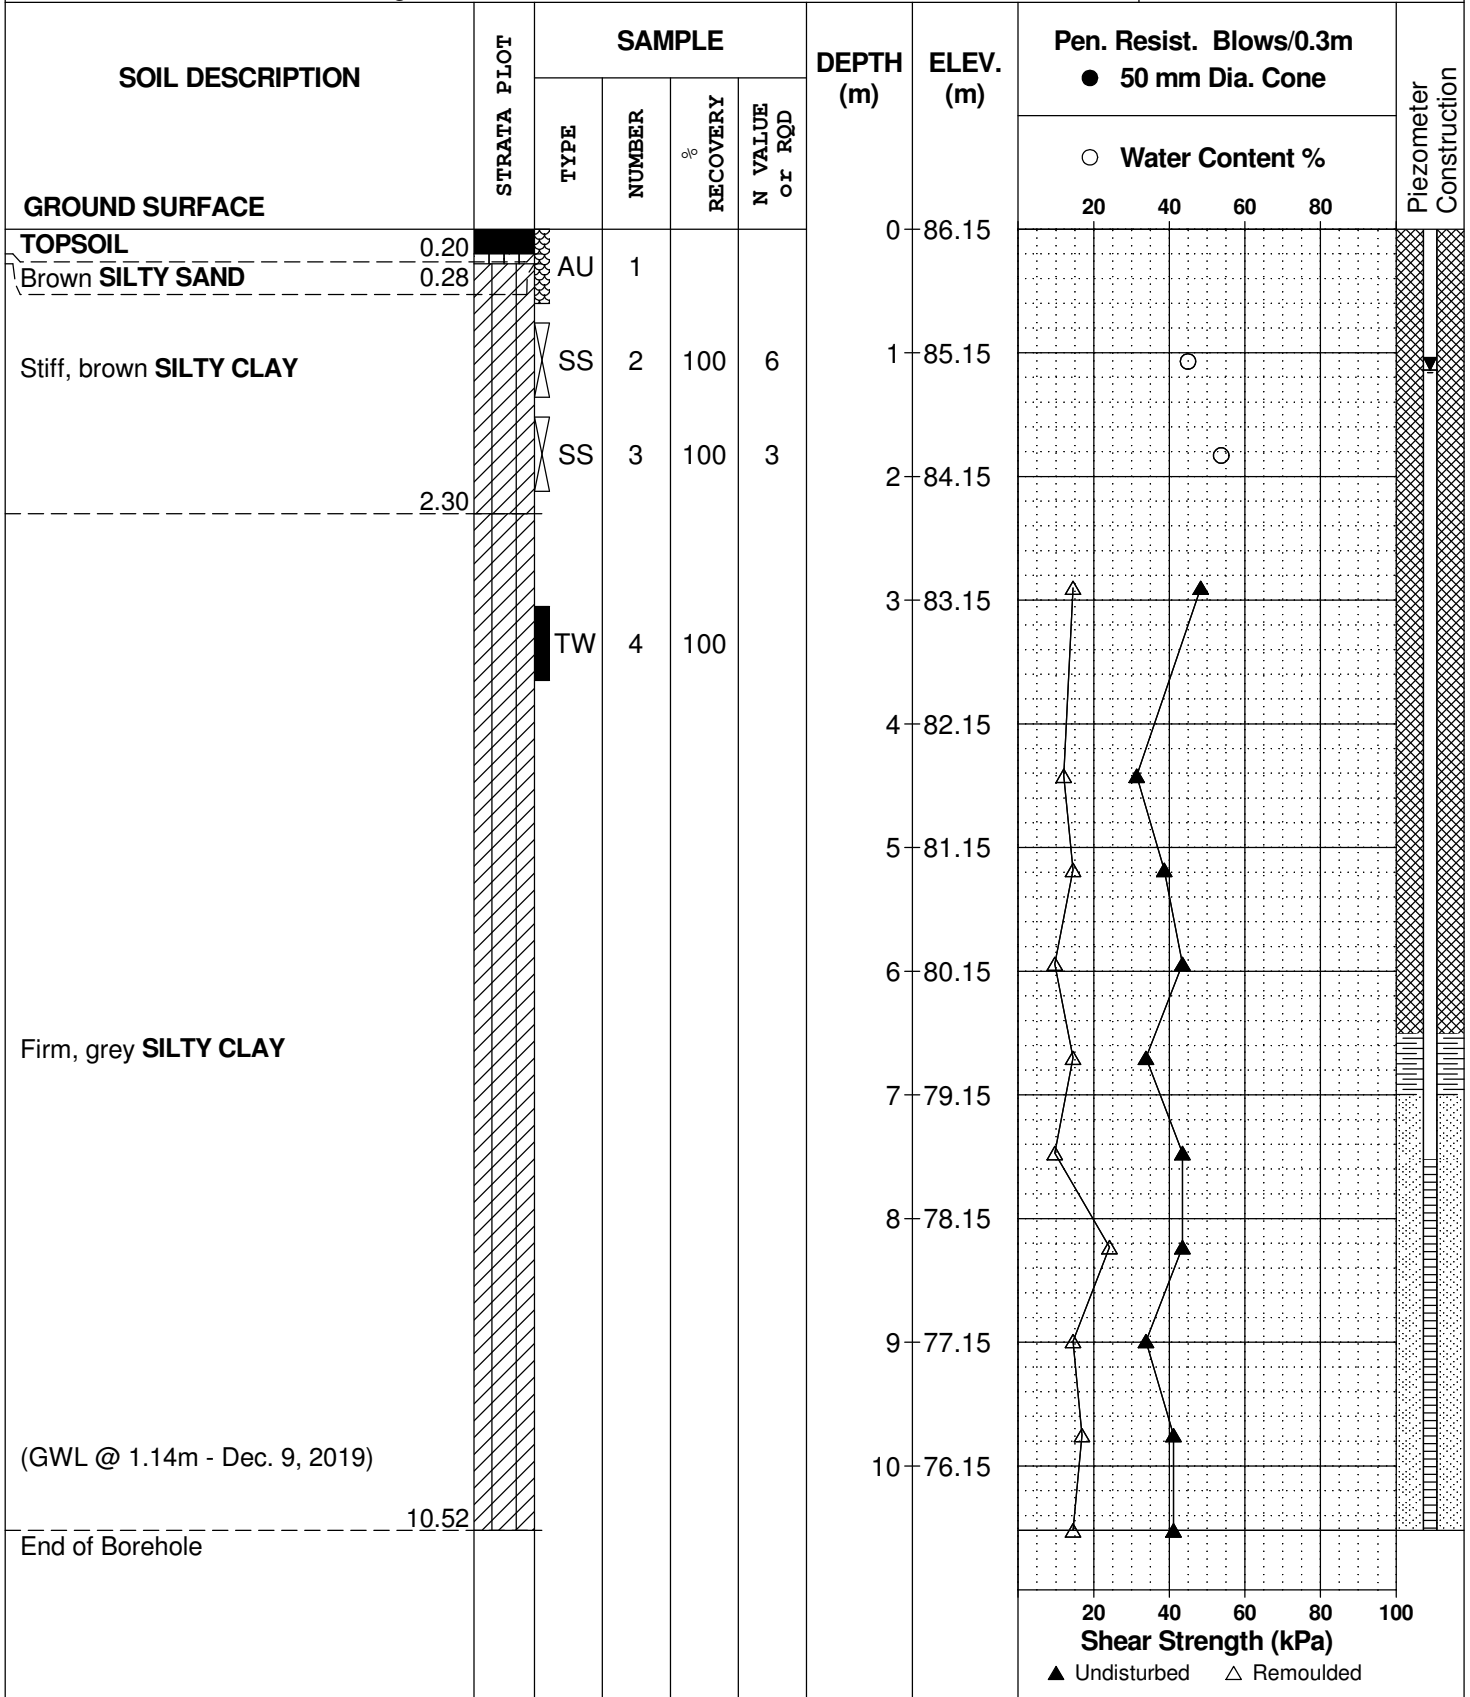 SOIL DESCRIPTION
GROUND SURFACE
STRATA PLOT
SAMPLE
TYPE
NUMBER
%
RECOVERY
N VALUE
or RQD
DEPTH
(m)
ELEV.
(m)
Pen. Resist. Blows/0.3m
● 50 mm Dia. Cone
○ Water Content %
20 40 60 80
Piezometer
Construction
TOPSOIL 0.20
Brown SILTY SAND 0.28
AU 1
0 86.15
Stiff, brown SILTY CLAY
SS 2 100 6
1 85.15
SS 3 100 3
2 84.15
2.30
3 83.15
TW 4 100
4 82.15
5 81.15
6 80.15
Firm, grey SILTY CLAY
7 79.15
8 78.15
9 77.15
(GWL @ 1.14m - Dec. 9, 2019)
10 76.15
10.52
End of Borehole
20 40 60 80 100
Shear Strength (kPa)
▲ Undisturbed △ Remoulded